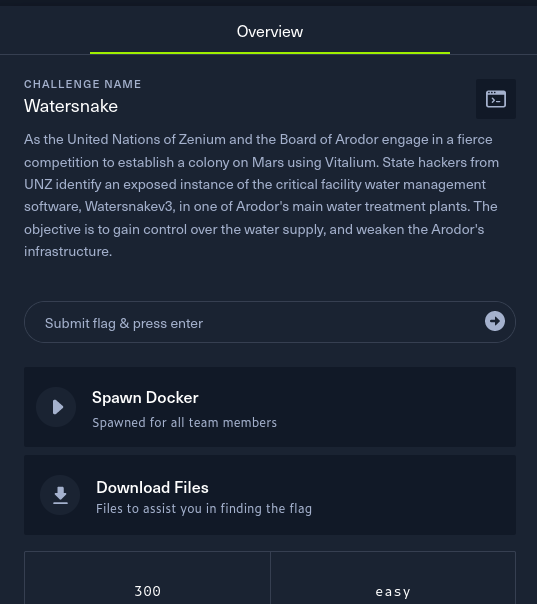 Overview
CHALLENGE NAME
Watersnake
As the United Nations of Zenium and the Board of Arodor engage in a fierce
competition to establish a colony on Mars using Vitalium. State hackers from
UNZ identify an exposed instance of the critical facility water management
software, Watersnakev3, in one of Arodor's main water treatment plants. The
objective is to gain control over the water supply, and weaken the Arodor's
infrastructure.
Submit flag & press enter
Spawn Docker
Spawned for all team members
Download Files
Files to assist you in finding the flag
300 easy